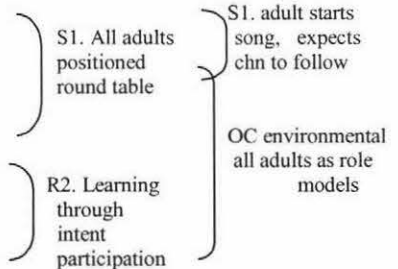 S1. All adults
positioned
round table
R2. Learning
through
intent
participation
S1. adult starts
song, expects
chn to follow
OC environmental
all adults as role
models